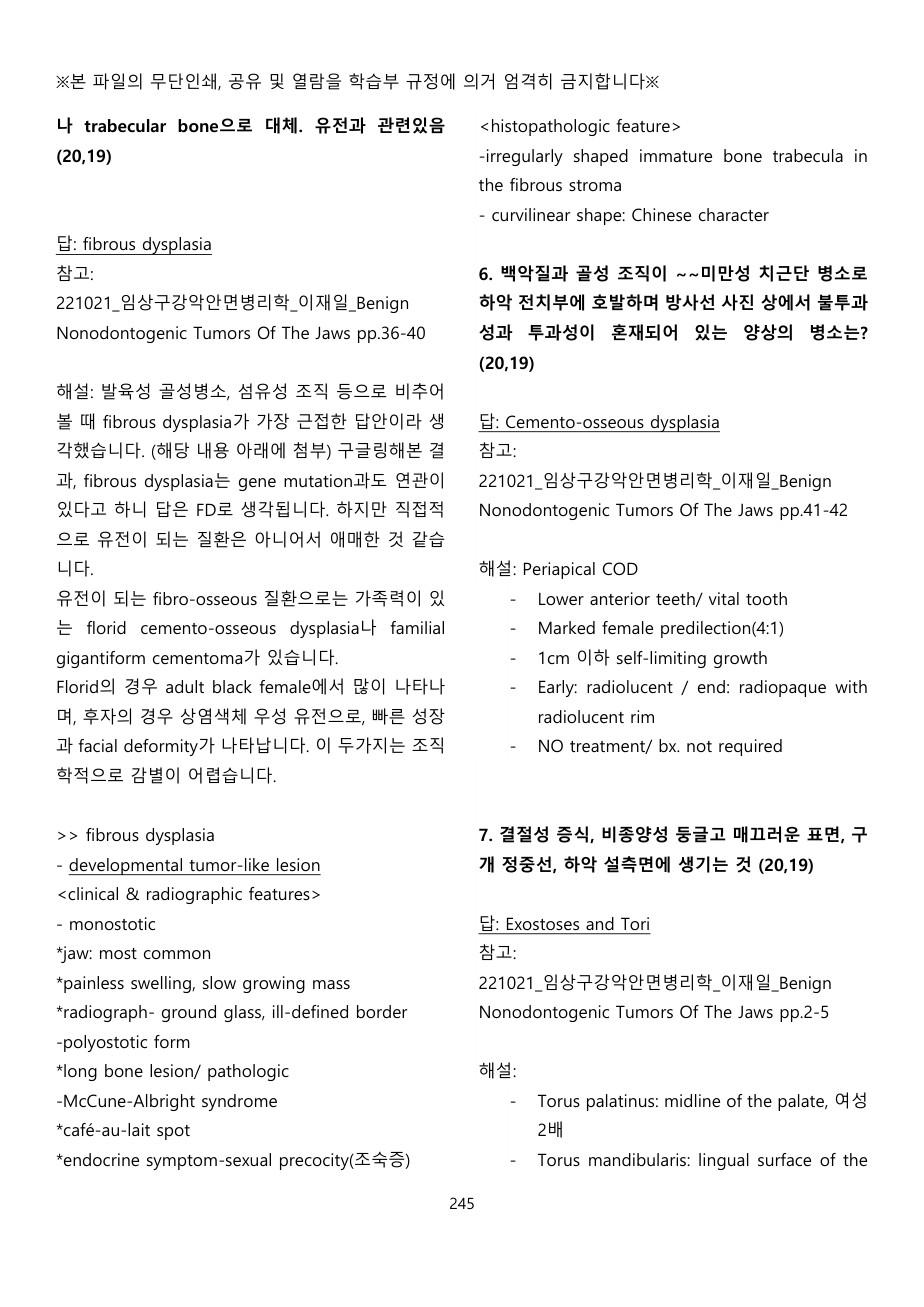 ※본 파일의 무단인쇄, 공유 및 열람을 학습부 규정에 의거 엄격히 금지합니다※
나 trabecular bone으로 대체. 유전과 관련있음
(20,19)
답: fibrous dysplasia
참고:
221021_임상구강악안면병리학_이재일_Benign
Nonodontogenic Tumors Of The Jaws pp.36-40
해설: 발육성 골성병소, 섬유성 조직 등으로 비추어
볼 때 fibrous dysplasia가 가장 근접한 답안이라 생
각했습니다. (해당 내용 아래에 첨부) 구글링해본 결
과, fibrous dysplasia는 gene mutation과도 연관이
있다고 하니 답은 FD로 생각됩니다. 하지만 직접적
으로 유전이 되는 질환은 아니어서 애매한 것 같습
니다.
유전이 되는 fibro-osseous 질환으로는 가족력이 있
는 florid cemento-osseous dysplasia나 familial
gigantiform cementoma가 있습니다.
Florid의 경우 adult black female에서 많이 나타나
며, 후자의 경우 상염색체 우성 유전으로, 빠른 성장
과 facial deformity가 나타납니다. 이 두가지는 조직
학적으로 감별이 어렵습니다.
>> fibrous dysplasia
- developmental tumor-like lesion
<clinical & radiographic features>
- monostotic
*jaw: most common
*painless swelling, slow growing mass
*radiograph- ground glass, ill-defined border
-polyostotic form
*long bone lesion/ pathologic
-McCune-Albright syndrome
*café-au-lait spot
*endocrine symptom-sexual precocity(조숙증)
<histopathologic feature>
-irregularly shaped immature bone trabecula in
the fibrous stroma
- curvilinear shape: Chinese character
6. 백악질과 골성 조직이 ~~미만성 치근단 병소로
하악 전치부에 호발하며 방사선 사진 상에서 불투과
성과 투과성이 혼재되어 있는 양상의 병소는?
(20,19)
답: Cemento-osseous dysplasia
참고:
221021_임상구강악안면병리학_이재일_Benign
Nonodontogenic Tumors Of The Jaws pp.41-42
해설: Periapical COD
- Lower anterior teeth/ vital tooth
- Marked female predilection(4:1)
- 1cm 이하 self-limiting growth
- Early: radiolucent / end: radiopaque with
radiolucent rim
- NO treatment/ bx. not required
7. 결절성 증식, 비종양성 둥글고 매끄러운 표면, 구
개 정중선, 하악 설측면에 생기는 것 (20,19)
답: Exostoses and Tori
참고:
221021_임상구강악안면병리학_이재일_Benign
Nonodontogenic Tumors Of The Jaws pp.2-5
해설:
- Torus palatinus: midline of the palate, 여성
2배
- Torus mandibularis: lingual surface of the
245